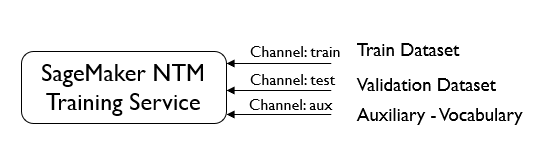 SageMaker NTM
Training Service
Channel: train
Train Dataset
Channel: test
Validation Dataset
Channel: aux
Auxiliary - Vocabulary